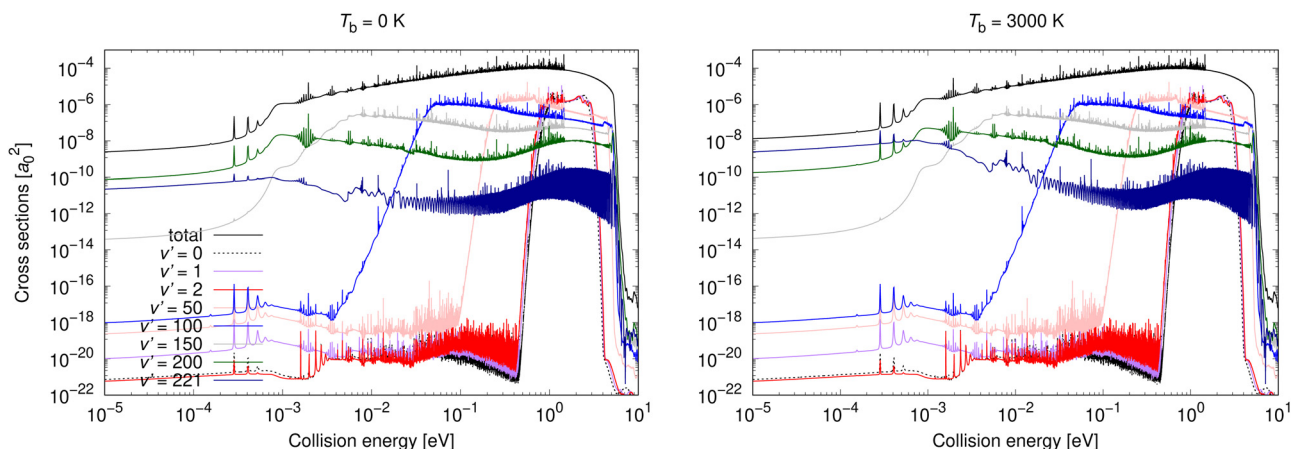 T_b = 0 K
10^-4
10^-6
10^-8
10^-10
10^-12
10^-14
10^-16
10^-18
10^-20
10^-22
Cross sections [a_0^2]
total
v' = 0
v' = 1
v' = 2
v' = 50
v' = 100
v' = 150
v' = 200
v' = 221
10^-5
10^-4
10^-3
10^-2
10^-1
10^0
10^1
Collision energy [eV]
T_b = 3000 K
10^-4
10^-6
10^-8
10^-10
10^-12
10^-14
10^-16
10^-18
10^-20
10^-22
10^-5
10^-4
10^-3
10^-2
10^-1
10^0
10^1
Collision energy [eV]